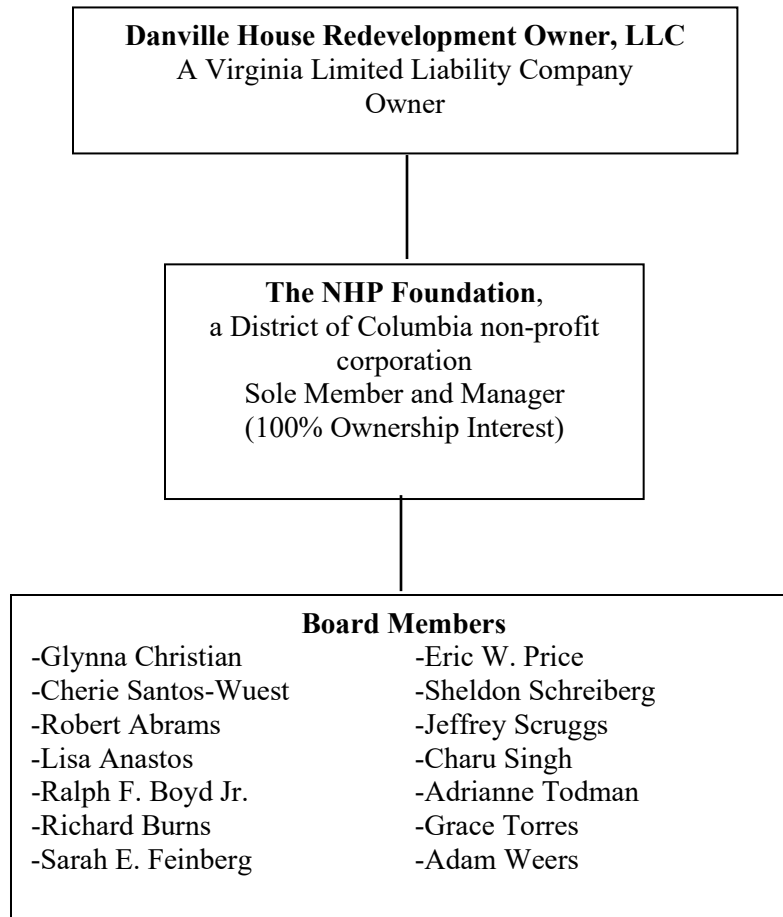 Danville House Redevelopment Owner, LLC
A Virginia Limited Liability Company
Owner
The NHP Foundation,
a District of Columbia non-profit
corporation
Sole Member and Manager
(100% Ownership Interest)
Board Members
-Glynna Christian
-Cherie Santos-Wuest
-Robert Abrams
-Lisa Anastos
-Ralph F. Boyd Jr.
-Richard Burns
-Sarah E. Feinberg
-Eric W. Price
-Sheldon Schreiberg
-Jeffrey Scruggs
-Charu Singh
-Adrianne Todman
-Grace Torres
-Adam Weers